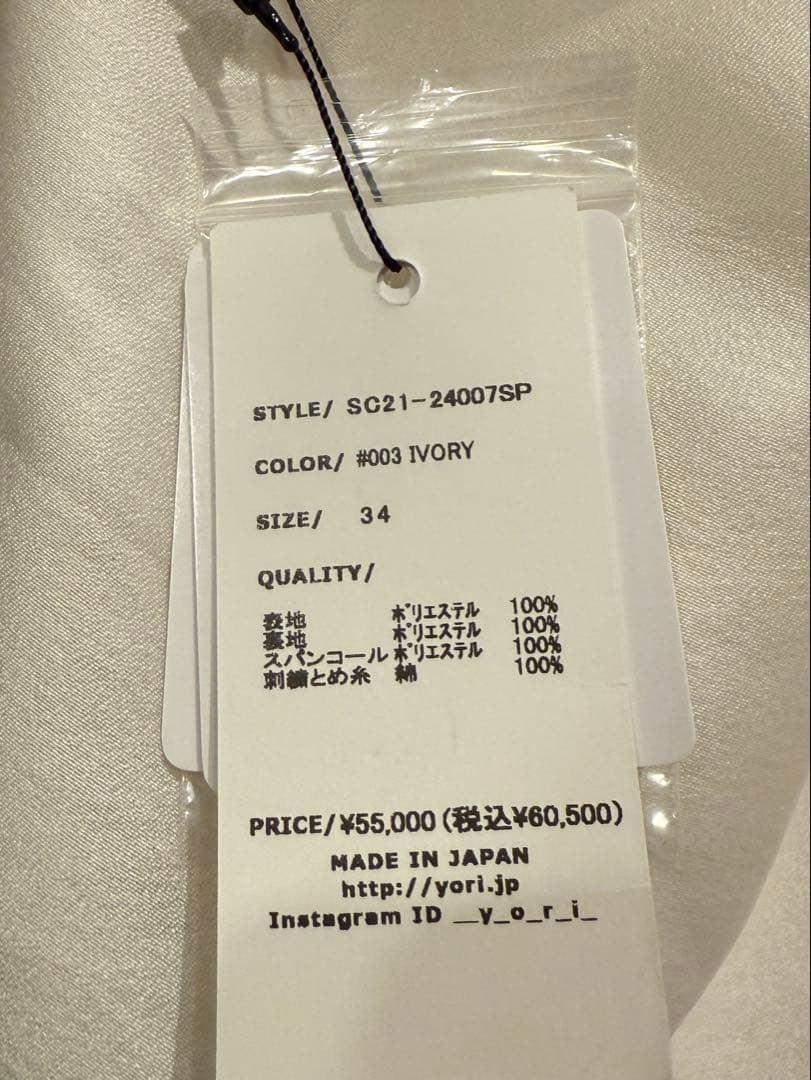 STYLE/ SC21-24007SP
COLOR/ #003 IVORY
SIZE/ 34
QUALITY/
表地 ポリエステル 100%
裏地 ポリエステル 100%
スパンコール ポリエステル 100%
刺繍とめ糸 綿 100%
PRICE/¥55,000(税込¥60,500)
MADE IN JAPAN
http://yori.jp
Instagram ID __y_o_r_i_